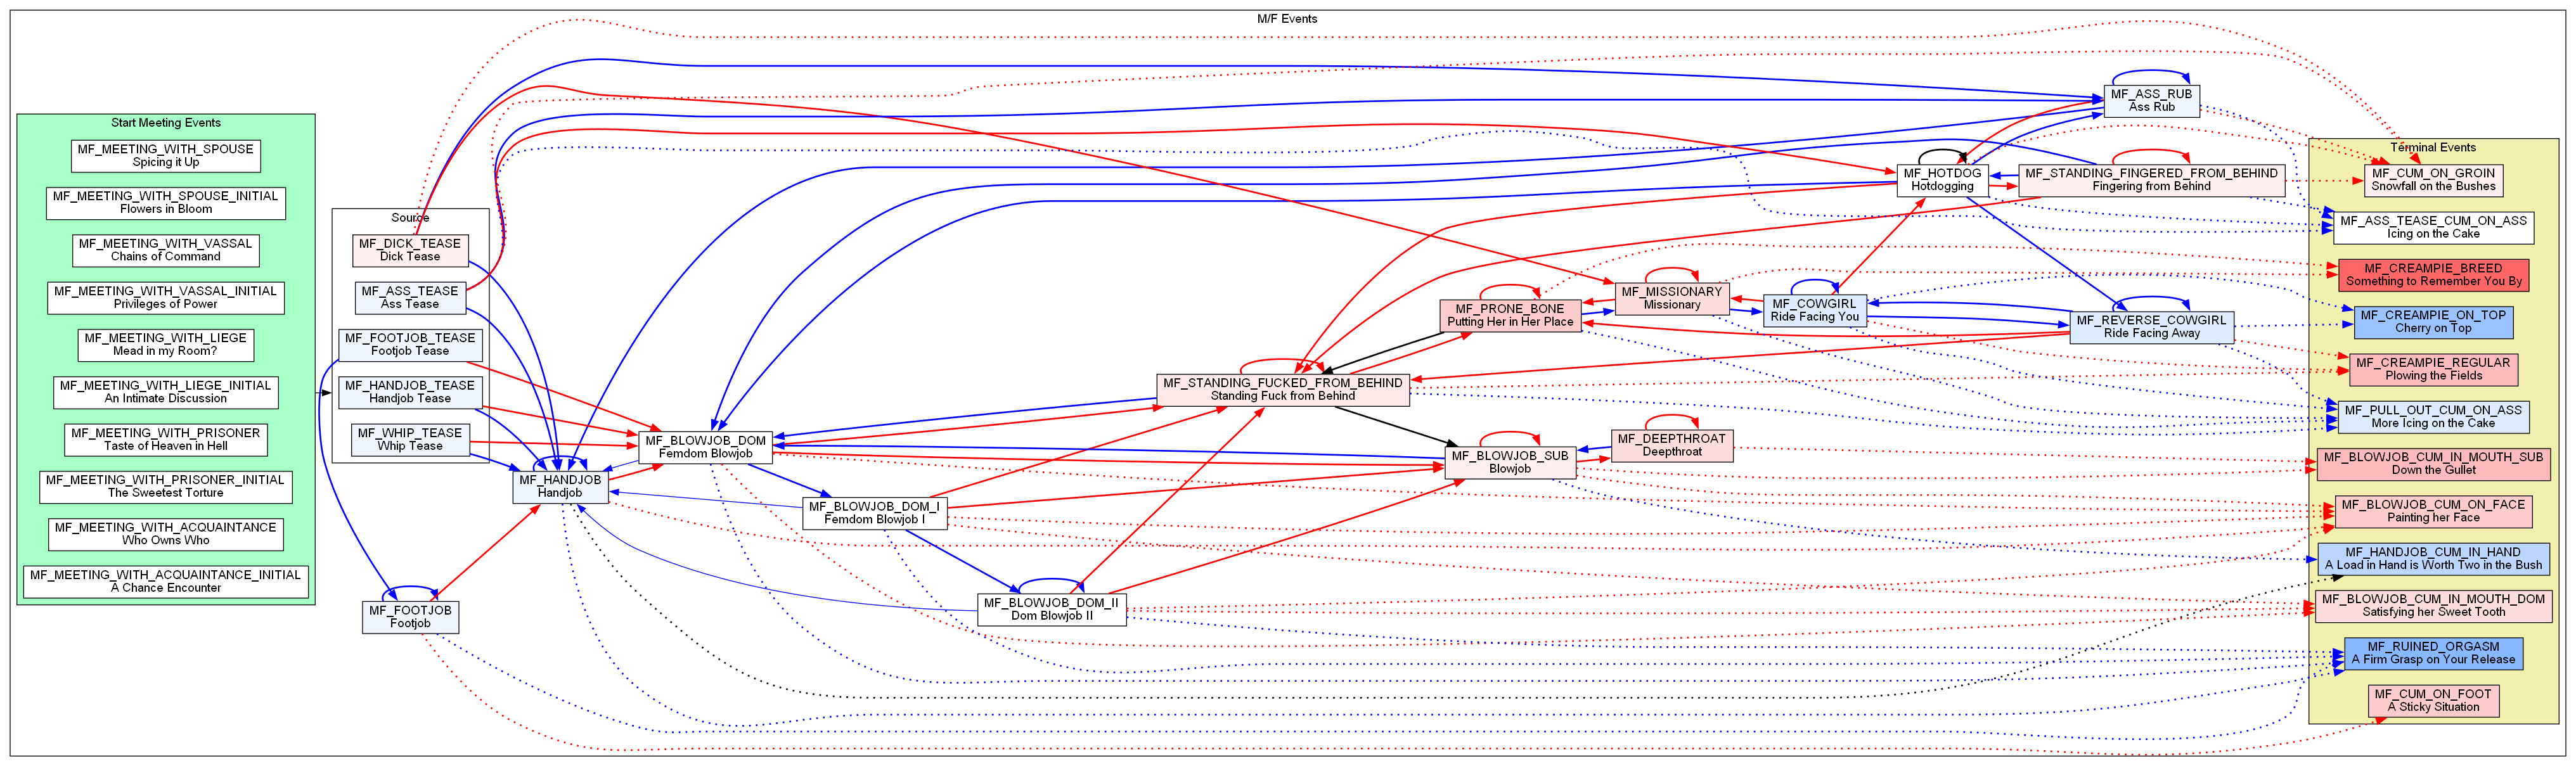 M/F Events
Start Meeting Events
MF_MEETING_WITH_SPOUSE
Spicing it Up
MF_MEETING_WITH_SPOUSE_INITIAL
Flowers in Bloom
MF_MEETING_WITH_VASSAL
Chains of Command
MF_MEETING_WITH_VASSAL_INITIAL
Privileges of Power
MF_MEETING_WITH_LIEGE
Mead in my Room?
MF_MEETING_WITH_LIEGE_INITIAL
An Intimate Discussion
MF_MEETING_WITH_PRISONER
Taste of Heaven in Hell
MF_MEETING_WITH_PRISONER_INITIAL
The Sweetest Torture
MF_MEETING_WITH_ACQUAINTANCE
Who Owns Who
MF_MEETING_WITH_ACQUAINTANCE_INITIAL
A Chance Encounter
Source
MF_DICK_TEASE
Dick Tease
MF_ASS_TEASE
Ass Tease
MF_FOOTJOB_TEASE
Footjob Tease
MF_HANDJOB_TEASE
Handjob Tease
MF_WHIP_TEASE
Whip Tease
MF_FOOTJOB
Footjob
MF_HANDJOB
Handjob
MF_BLOWJOB_DOM
Femdom Blowjob
MF_BLOWJOB_DOM_I
Femdom Blowjob I
MF_BLOWJOB_DOM_II
Dom Blowjob II
MF_STANDING_FUCKED_FROM_BEHIND
Standing Fuck from Behind
MF_PRONE_BONE
Putting Her in Her Place
MF_BLOWJOB_SUB
Blowjob
MF_MISSIONARY
Missionary
MF_DEEPTHROAT
Deepthroat
MF_COWGIRL
Ride Facing You
MF_HOTDOG
Hotdogging
MF_ASS_RUB
Ass Rub
MF_STANDING_FINGERED_FROM_BEHIND
Fingering from Behind
MF_REVERSE_COWGIRL
Ride Facing Away
Terminal Events
MF_CUM_ON_GROIN
Snowfall on the Bushes
MF_ASS_TEASE_CUM_ON_ASS
Icing on the Cake
MF_CREAMPIE_BREED
Something to Remember You By
MF_CREAMPIE_ON_TOP
Cherry on Top
MF_CREAMPIE_REGULAR
Plowing the Fields
MF_PULL_OUT_CUM_ON_ASS
More Icing on the Cake
MF_BLOWJOB_CUM_IN_MOUTH_SUB
Down the Gullet
MF_BLOWJOB_CUM_ON_FACE
Painting her Face
MF_HANDJOB_CUM_IN_HAND
A Load in Hand is Worth Two in the Bush
MF_BLOWJOB_CUM_IN_MOUTH_DOM
Satisfying her Sweet Tooth
MF_RUINED_ORGASM
A Firm Grasp on Your Release
MF_CUM_ON_FOOT
A Sticky Situation